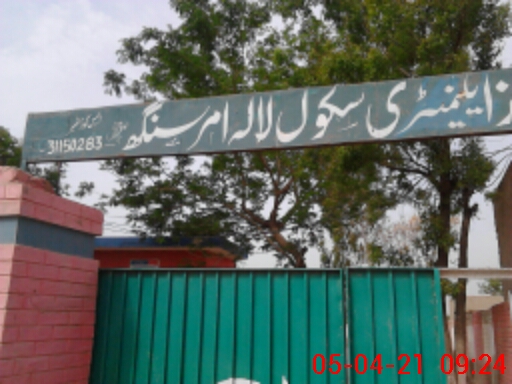 ز ایلیمنٹری سکول لالہ امر سنگھ
31150283
05-04-21 09:24